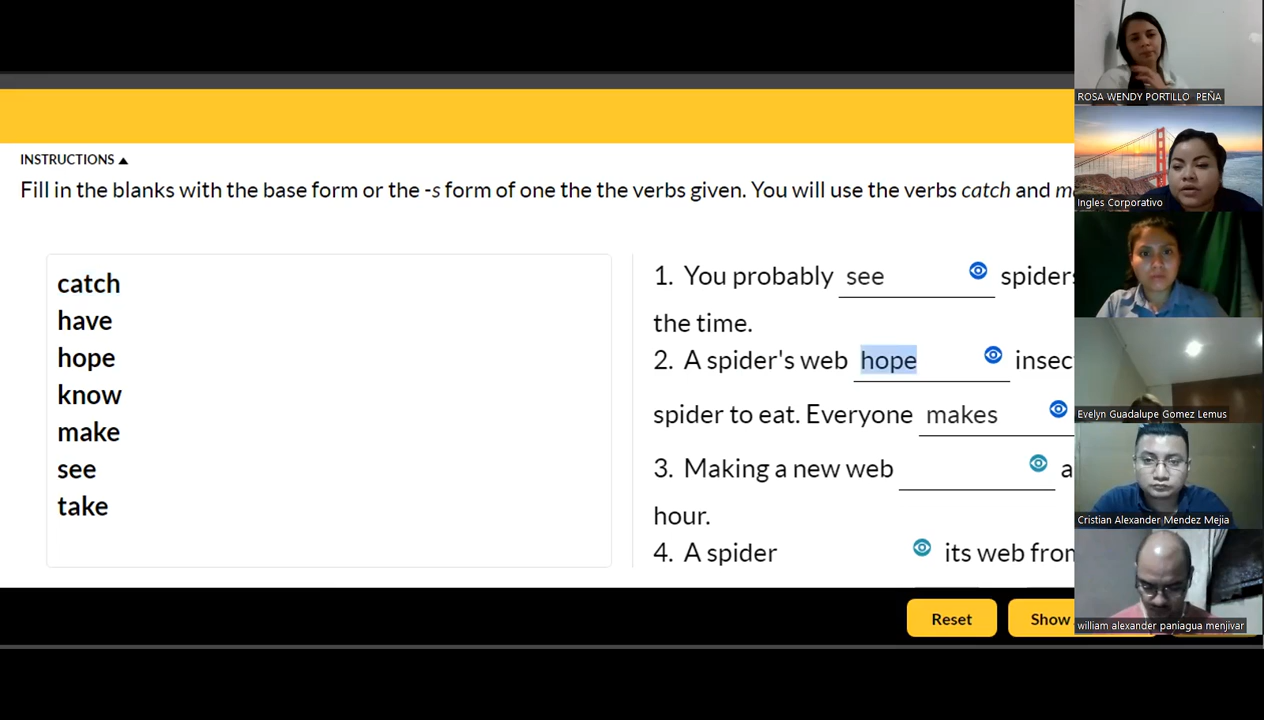 INSTRUCTIONS
Fill in the blanks with the base form or the -s form of one the the verbs given. You will use the verbs catch and
catch
have
hope
know
make
see
take
1. You probably see
the time.
2. A spider's web hope
spider to eat. Everyone makes
3. Making a new web
hour.
4. A spider its web
Reset
Show
ROSA WENDY PORTILLO PEÑA
Ingles Corporativo
Evelyn Guadalupe Gomez Lemus
Cristian Alexander Mendez Mejia
william alexander paniagua menjivar